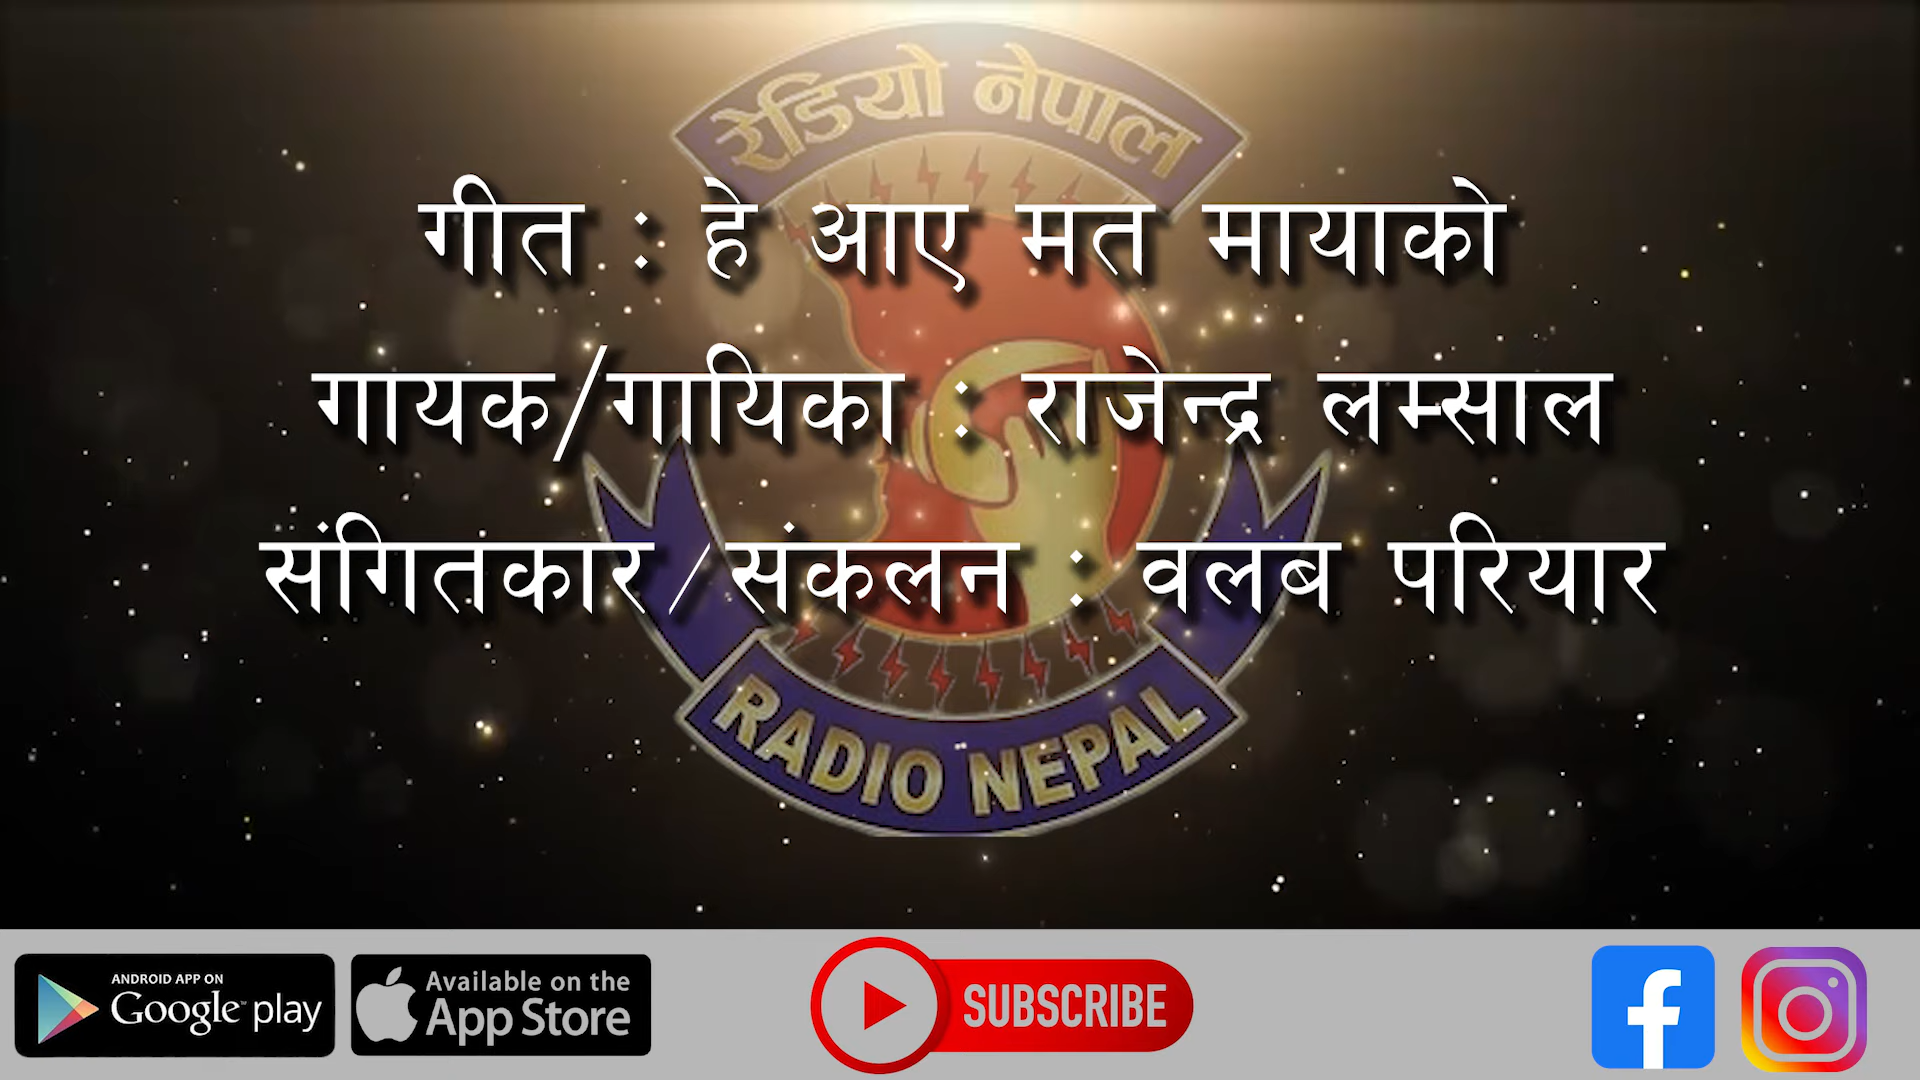 रेडियो नेपाल
गीत : हे आए मत मायाको
गायक/गायिका : राजेन्द्र लम्साल
संगितकार/संकलन : वलंब परियार
RADIO NEPAL
ANDROID APP ON
Google play
Available on the
App Store
SUBSCRIBE